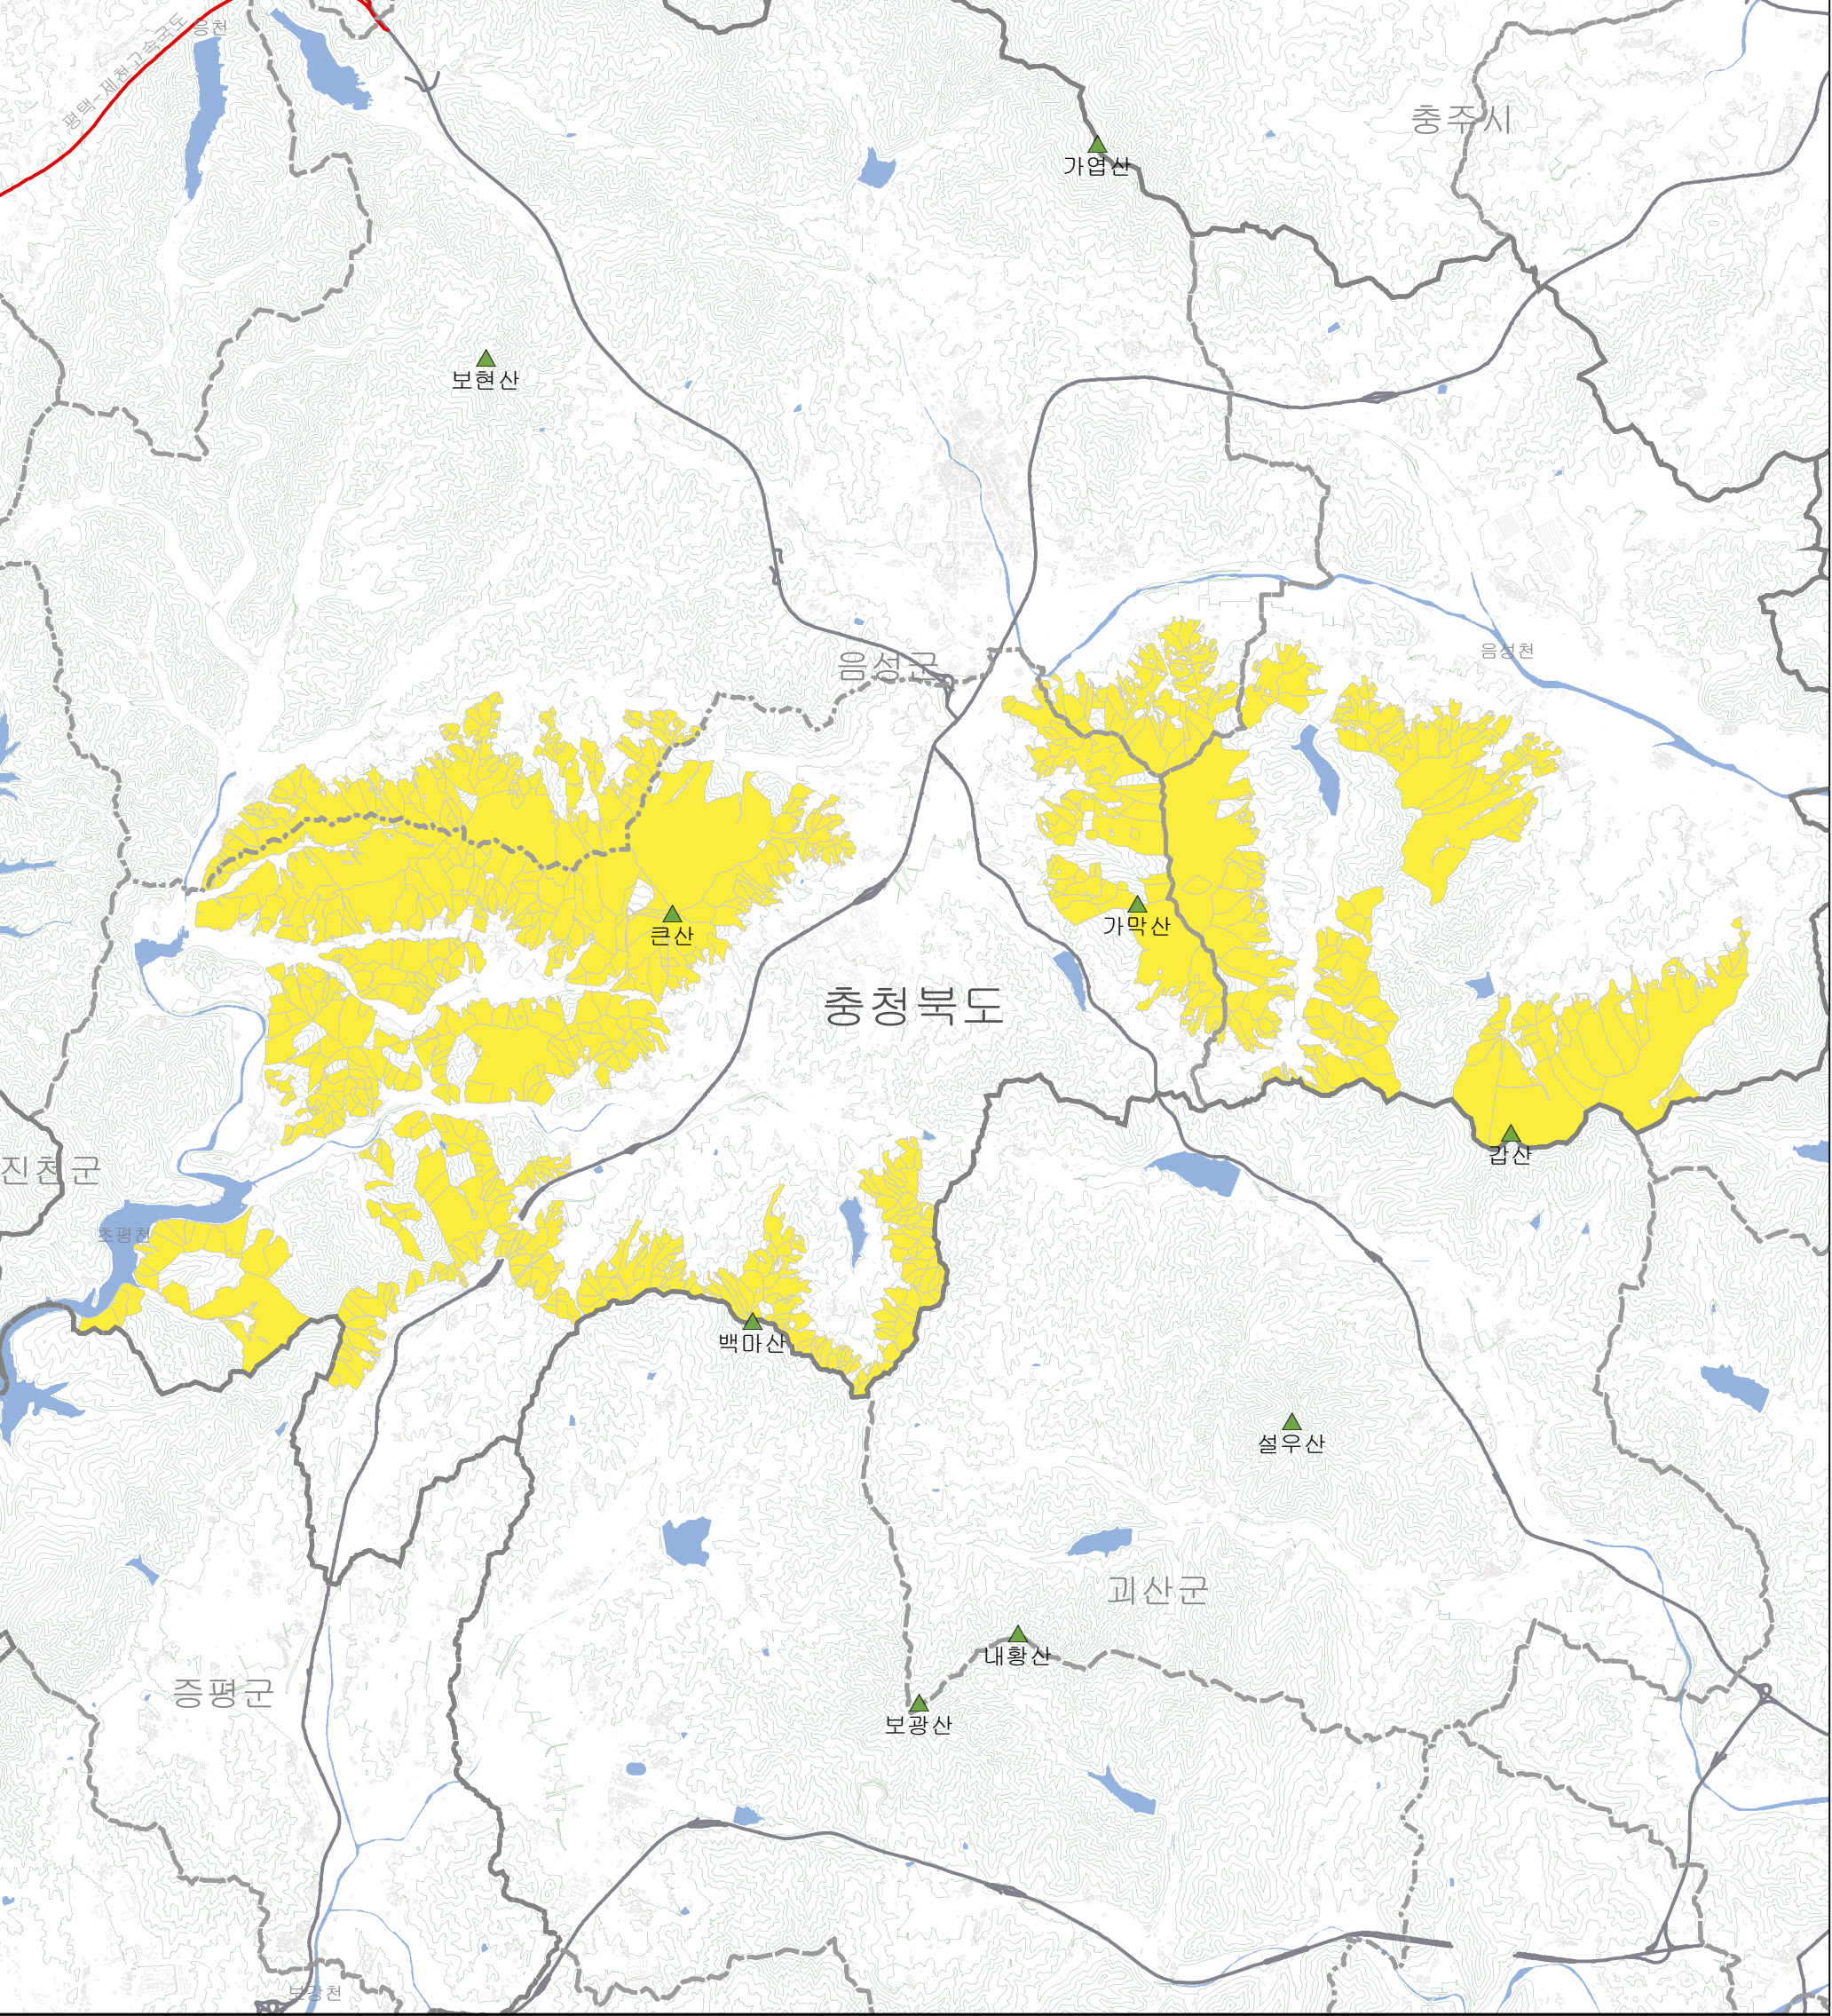 응천
평택-제천고속국도
충주시
가엽산
보현산
음성천
음성군
가막산
큰산
충청북도
갑산
진천군
초평천
백마산
설우산
괴산군
내황산
증평군
보광산
보강천